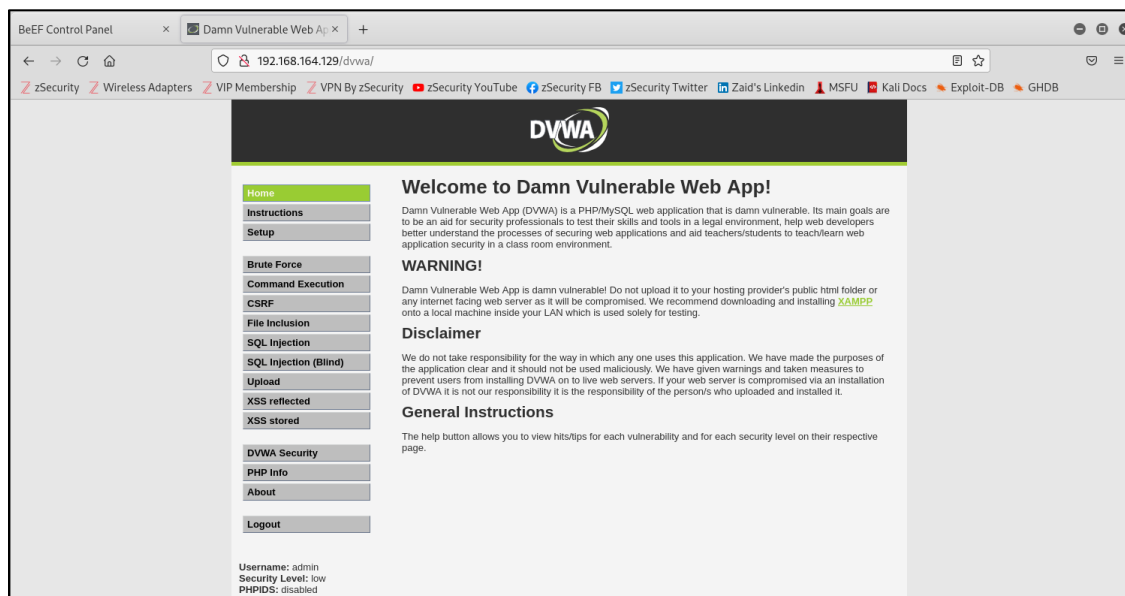 BeEF Control Panel
Damn Vulnerable Web Ap
192.168.164.129/dvwa/
zSecurity Wireless Adapters VIP Membership VPN By zSecurity zSecurity YouTube zSecurity FB zSecurity Twitter Zaid's Linkedin MSFU Kali Docs Exploit-DB GHDB
DVWA
Home
Instructions
Setup
Brute Force
Command Execution
CSRF
File Inclusion
SQL Injection
SQL Injection (Blind)
Upload
XSS reflected
XSS stored
DVWA Security
PHP Info
About
Logout
Username: admin
Security Level: low
PHPIDS: disabled
Welcome to Damn Vulnerable Web App!
Damn Vulnerable Web App (DVWA) is a PHP/MySQL web application that is damn vulnerable. Its main goals are
to be an aid for security professionals to test their skills and tools in a legal environment, help web developers
better understand the processes of securing web applications and aid teachers/students to teach/learn web
application security in a class room environment.
WARNING!
Damn Vulnerable Web App is damn vulnerable! Do not upload it to your hosting provider's public html folder or
any internet facing web server as it will be compromised. We recommend downloading and installing XAMPP
onto a local machine inside your LAN which is used solely for testing.
Disclaimer
We do not take responsibility for the way in which any one uses this application. We have made the purposes of
the application clear and it should not be used maliciously. We have given warnings and taken measures to
prevent users from installing DVWA on to live web servers. If your web server is compromised via an installation
of DVWA it is not our responsibility it is the responsibility of the person/s who uploaded and installed it.
General Instructions
The help button allows you to view hits/tips for each vulnerability and for each security level on their respective
page.